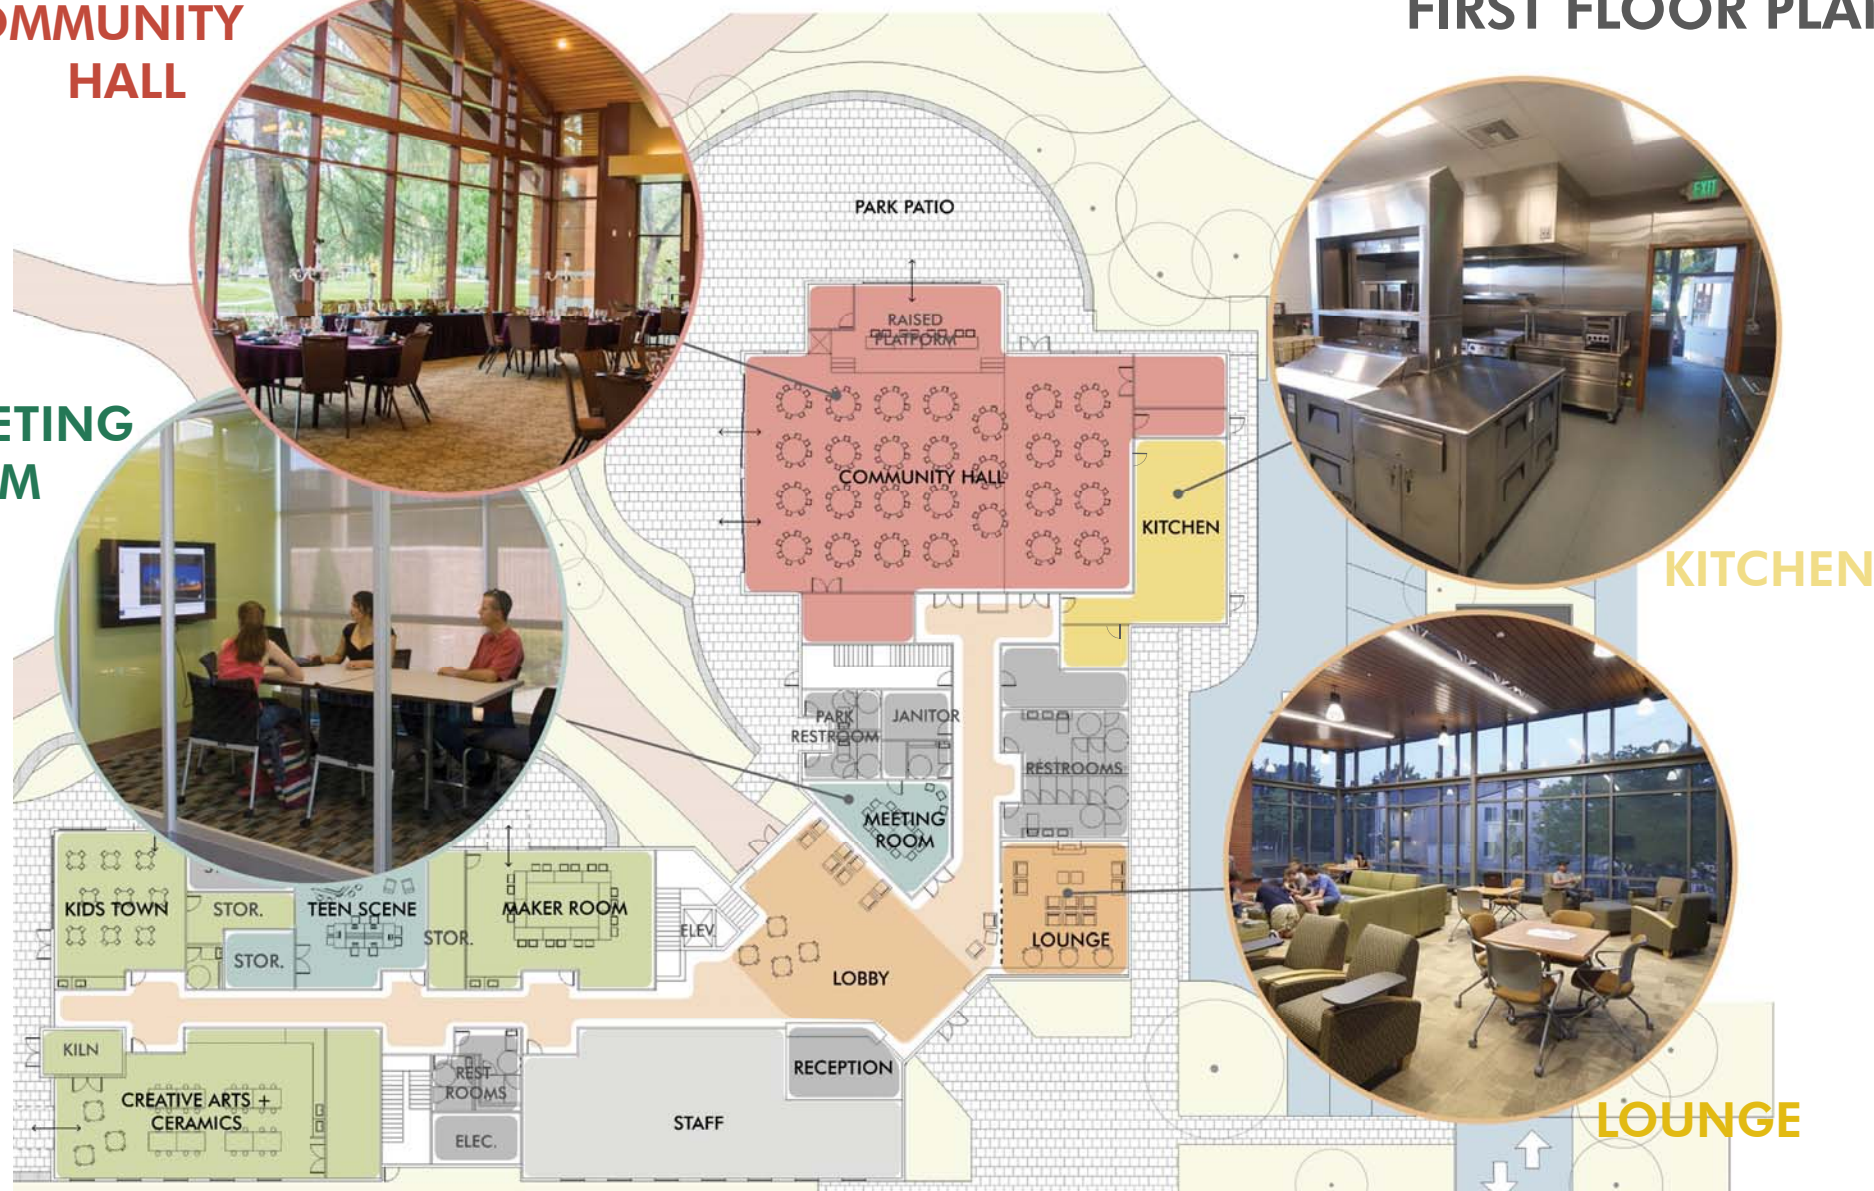 OMMUNITY
HALL
FIRST FLOOR PLAN
EXIT
PARK PATIO
RAISED
PLATFORM
ETING
M
COMMUNITY HALL
KITCHEN
KITCHEN
PARK
RESTROOM
JANITOR
RESTROOMS
MEETING
ROOM
KIDS TOWN
STOR.
STOR.
TEEN SCENE
STOR.
MAKER ROOM
ELEV.
LOBBY
LOUNGE
KILN
CREATIVE ARTS +
CERAMICS
REST
ROOMS
ELEC.
STAFF
RECEPTION
LOUNGE